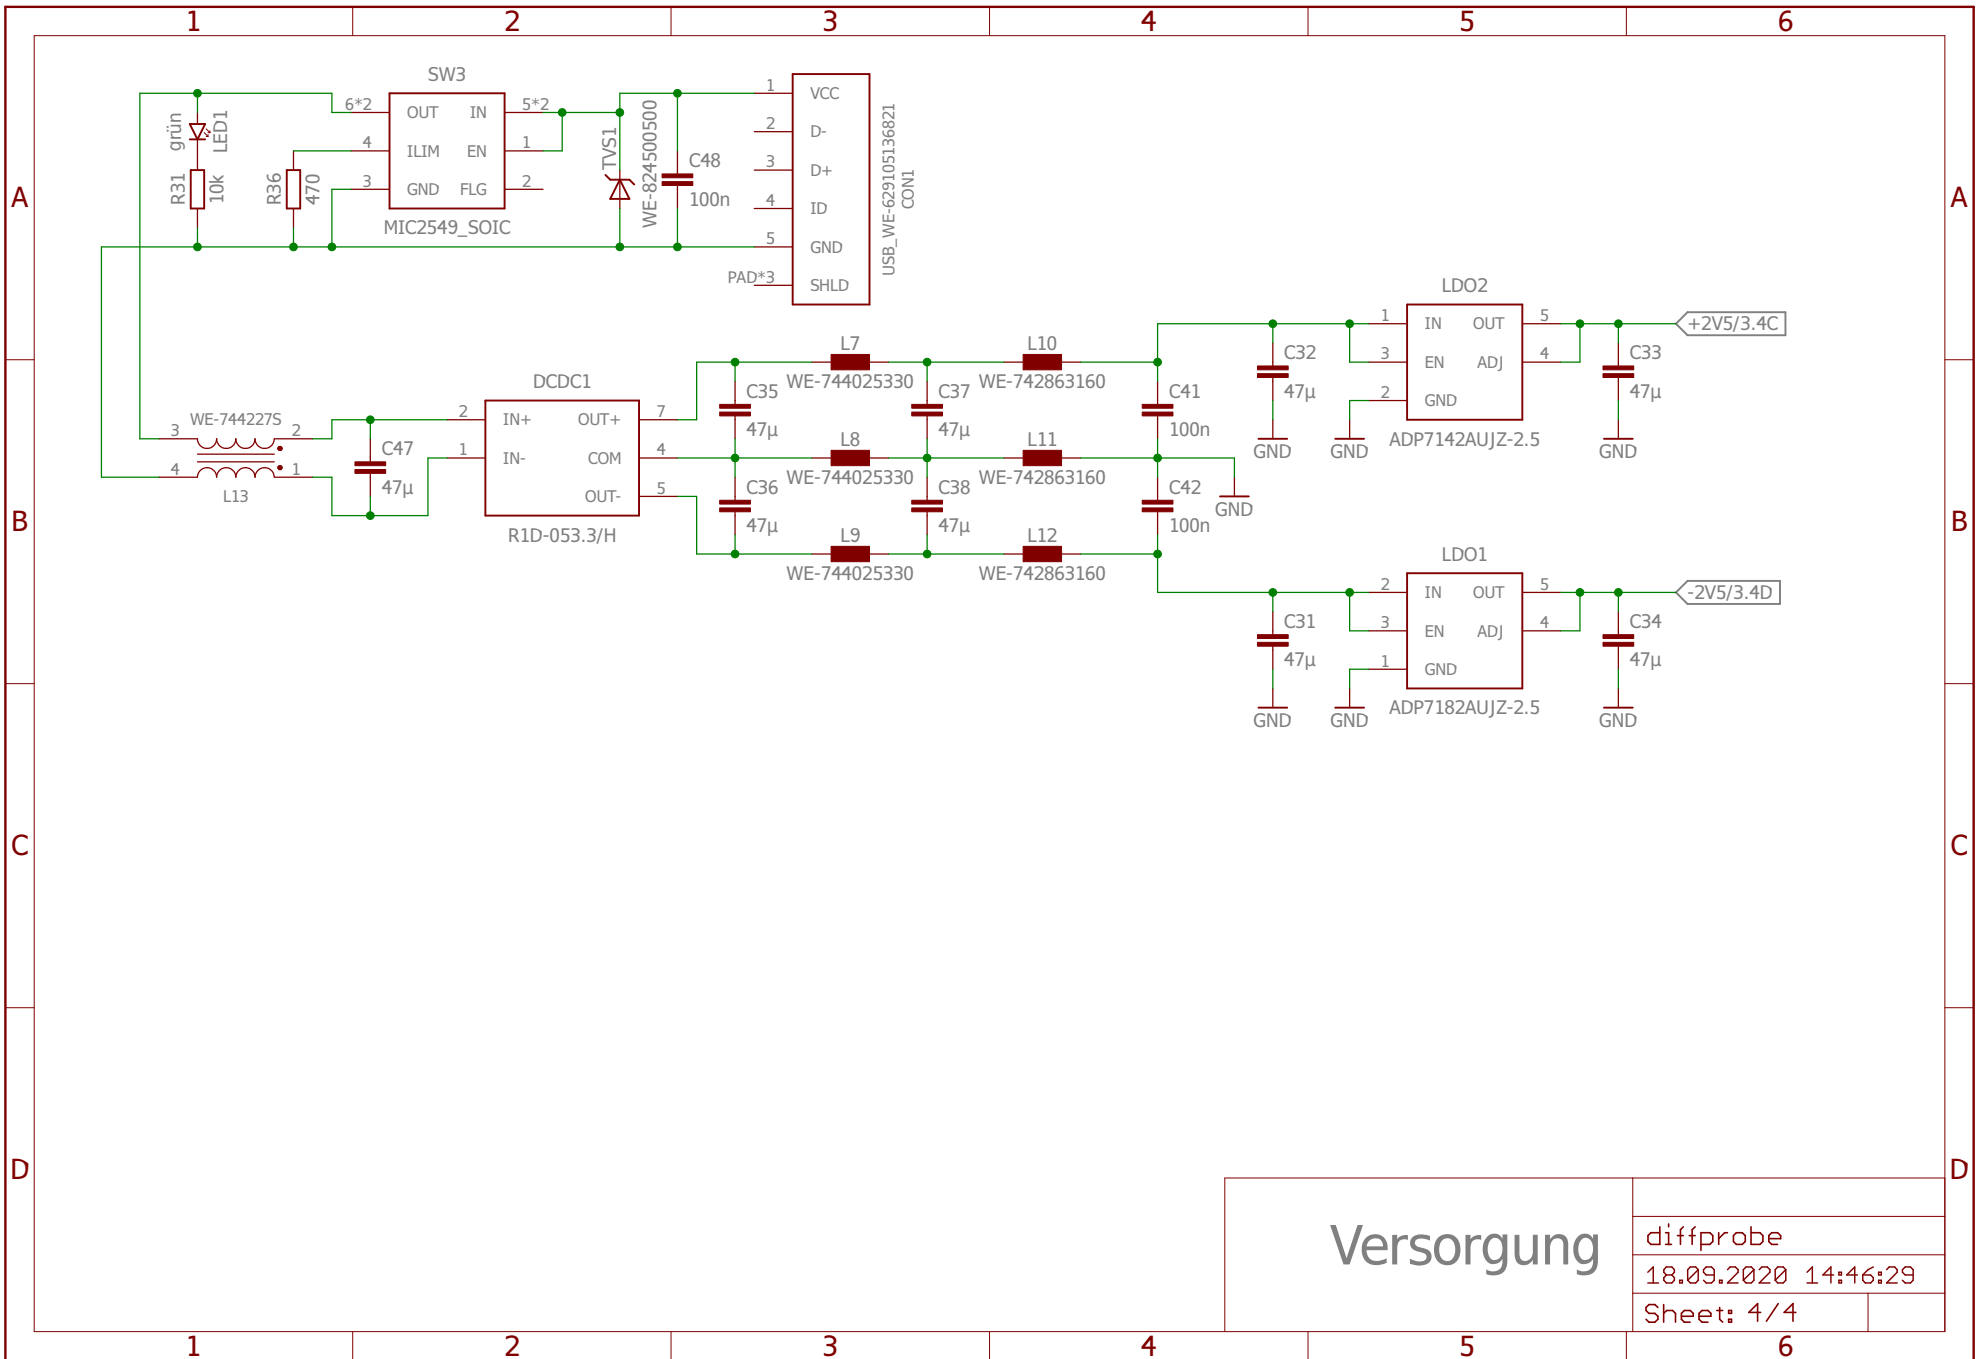 1 2 3 4 5 6
A
A
B
B
C
C
D
D
SW3
6*2 OUT IN 5*2
4 ILIM EN 1
3 GND FLG 2
MIC2549_SOIC
grün
LED1
R31
10k
R36
470
TVS1
WE-824500500
C48
100n
1 VCC
2 D-
3 D+
4 ID
5 GND
PAD*3 SHLD
USB_WE-629105136821
CON1
WE-744227S
3 2
4 1
L13
C47
47µ
DCDC1
2 IN+ OUT+ 7
1 IN- COM 4
OUT- 5
R1D-053.3/H
C35
47µ
C36
47µ
L7
WE-744025330
L8
WE-744025330
L9
WE-744025330
C37
47µ
C38
47µ
L10
WE-742863160
L11
WE-742863160
L12
WE-742863160
C41
100n
C42
100n
GND
C32
47µ
GND
LDO2
1 IN OUT 5
3 EN ADJ 4
2 GND
ADP7142AUJZ-2.5
GND
C33
47µ
GND
+2V5/3.4C
C31
47µ
GND
LDO1
2 IN OUT 5
3 EN ADJ 4
1 GND
ADP7182AUJZ-2.5
GND
C34
47µ
GND
-2V5/3.4D
Versorgung
diffprobe
18.09.2020 14:46:29
Sheet: 4/4
1 2 3 4 5 6